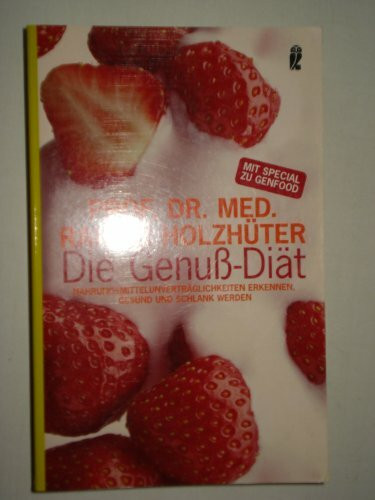 MIT SPECIAL
ZU GENFOOD
DR. MED.
HOLZHÜTER
Die Genuß-Diät
NAHRUNGSMITTELUNVERTRÄGLICHKEITEN ERKENNEN,
GESUND UND SCHLANK WERDEN